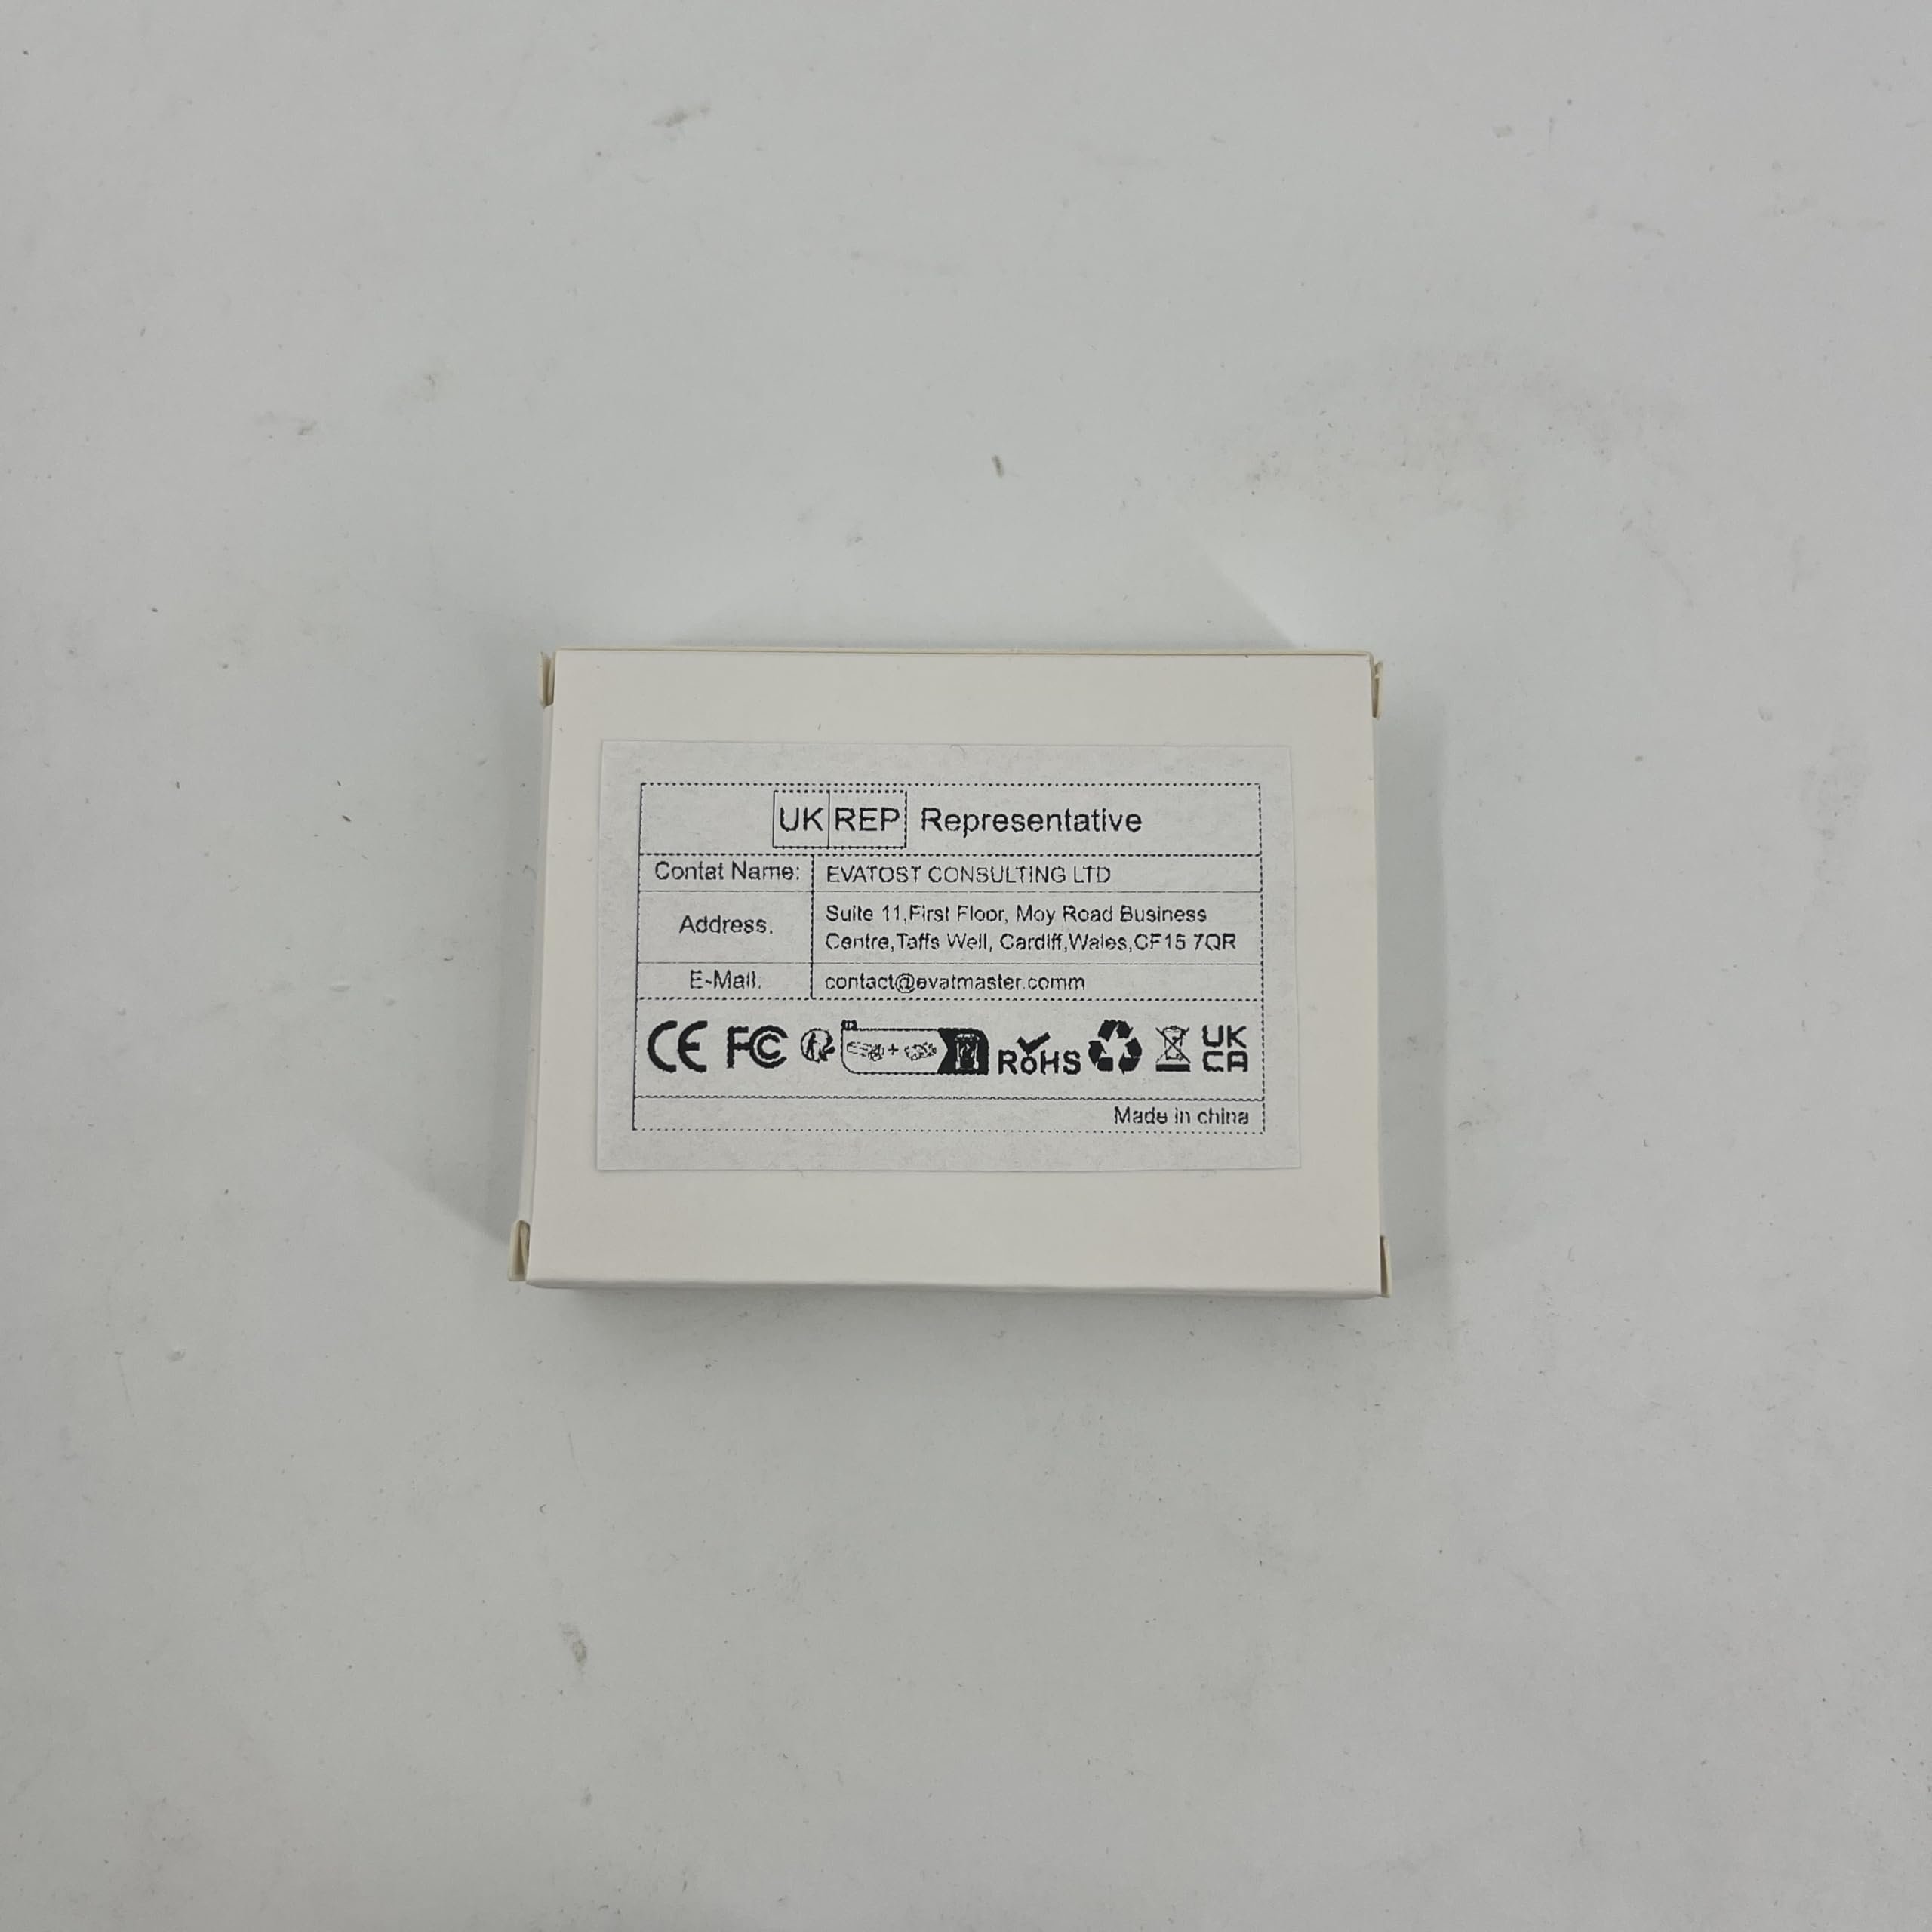 UK REP Representative
Contat Name: EVATOST CONSULTING LTD
Address. Suite 11,First Floor, Moy Road Business
Centre,Taffs Well, Cardiff,Wales,CF15 7QR
E-Mail. contact@evatmaster.comm
CE FC RoHS UK
CA
Made in china